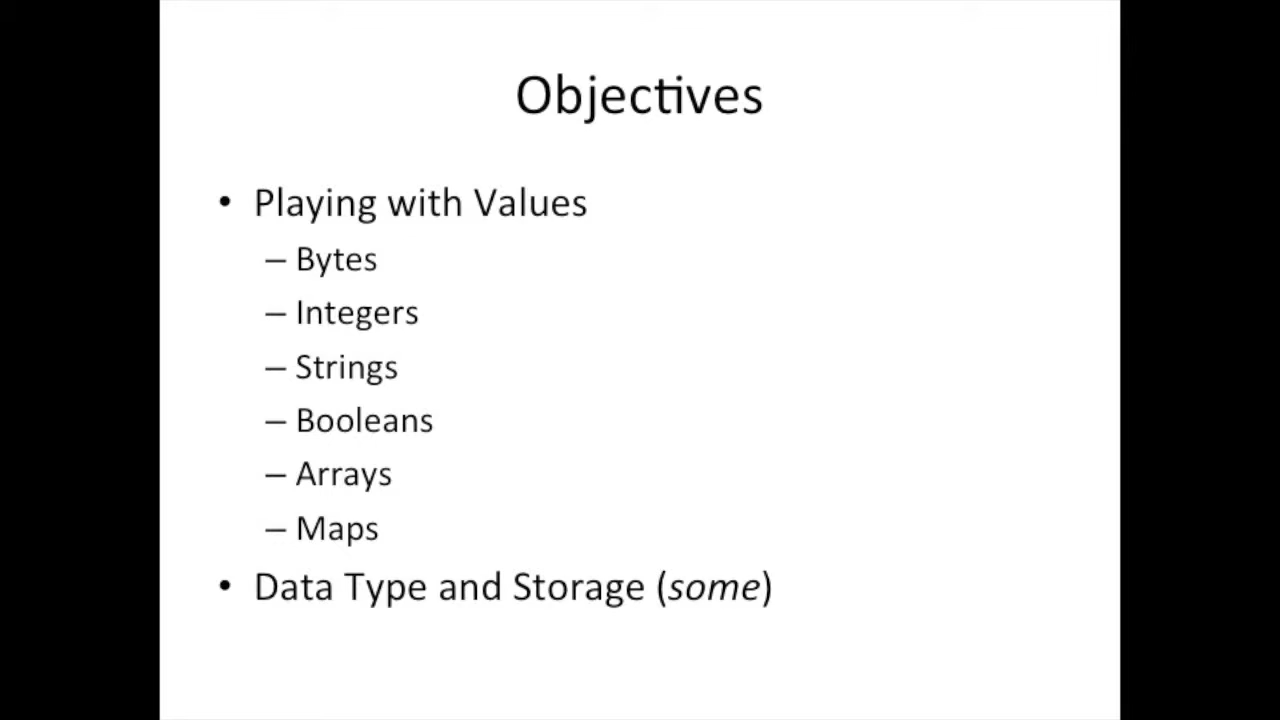 Objectives
• Playing with Values
– Bytes
– Integers
– Strings
– Booleans
– Arrays
– Maps
• Data Type and Storage (some)